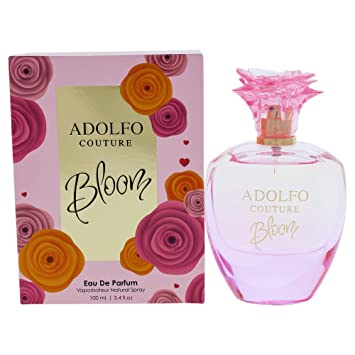 ADOLFO
COUTURE
Bloom
Eau De Parfum
Vaporisateur Natural Spray
100 ml. | 3.4 fl.oz
ADOLFO
COUTURE
Bloom